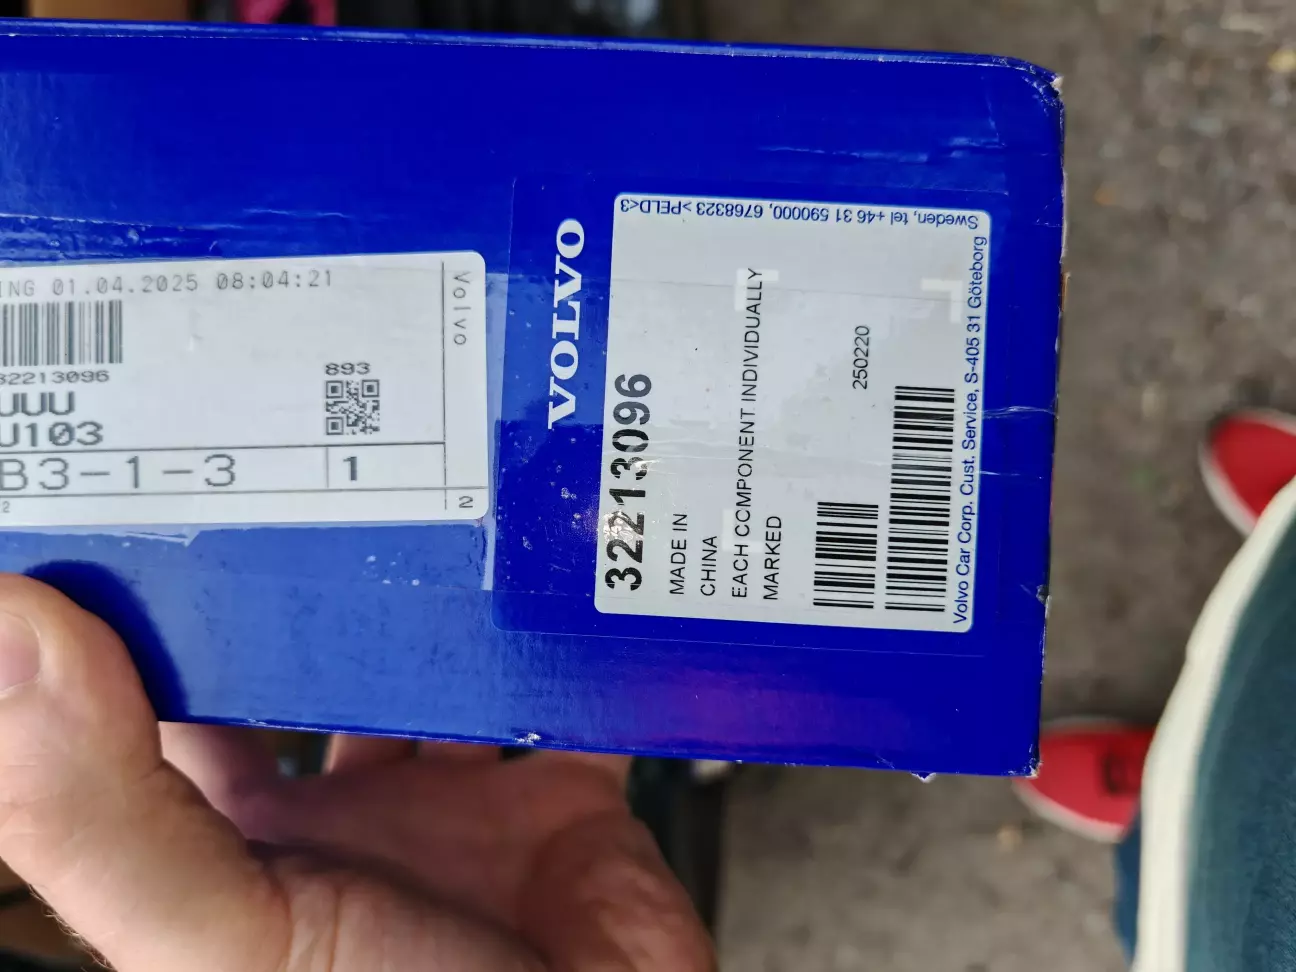 ING 01.04.2025 08:04:21
Volvo
32213096
893
UUU
U103
B3-1-3
1
2
2
VOLVO
32213096
MADE IN
CHINA
EACH COMPONENT INDIVIDUALLY
MARKED
250220
Volvo Car Corp. Cust. Service, S-405 31 Göteborg
Sweden, tel +46 31 590000, 6768323 >PELD<3